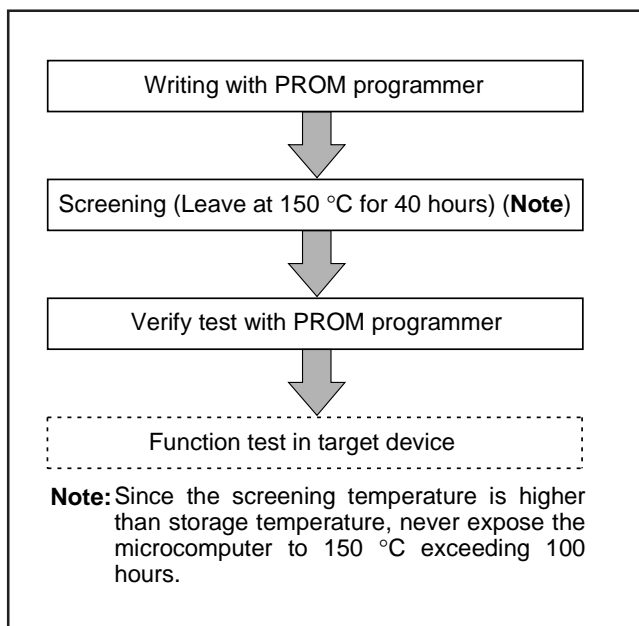 Writing with PROM programmer
Screening (Leave at 150 °C for 40 hours) (Note)
Verify test with PROM programmer
Function test in target device
Note: Since the screening temperature is higher
than storage temperature, never expose the
microcomputer to 150 °C exceeding 100
hours.